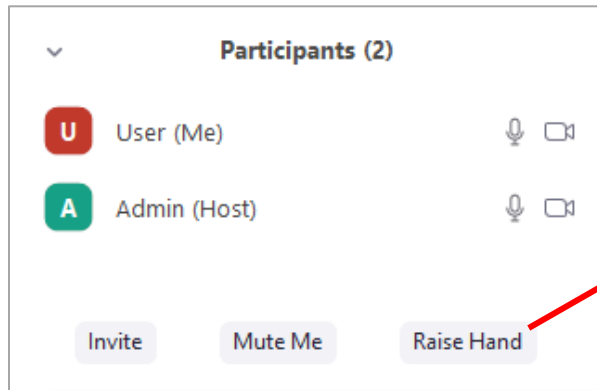 Participants (2)
U User (Me)
A Admin (Host)
Invite Mute Me Raise Hand